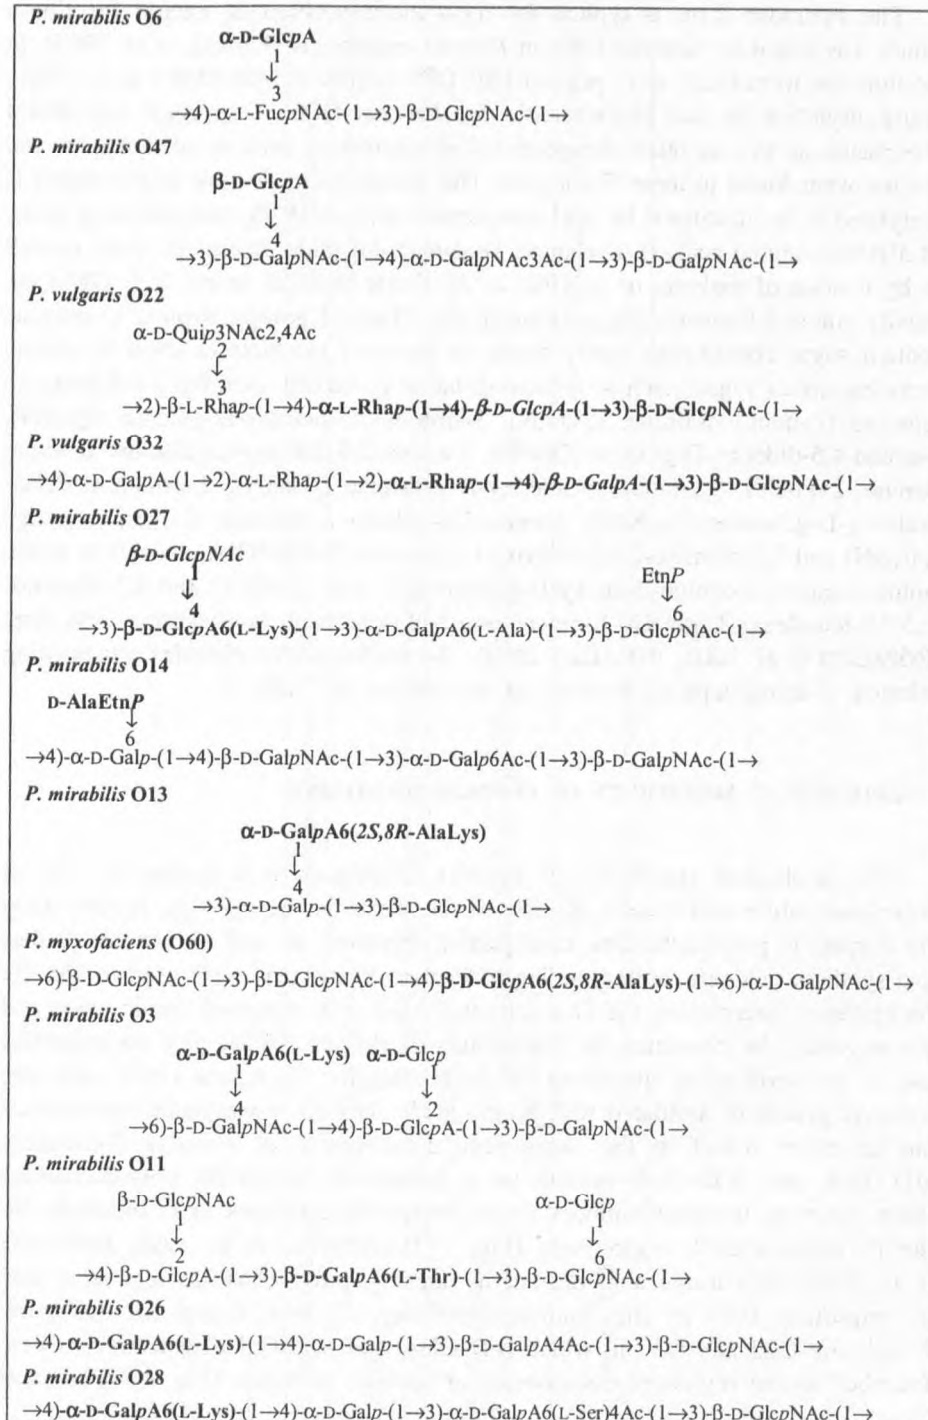 P. mirabilis O6
α-D-GlcpA
1
↓
3
→4)-α-L-FucpNAc-(1→3)-β-D-GlcpNAc-(1→
P. mirabilis O47
β-D-GlcpA
1
↓
4
→3)-β-D-GalpNAc-(1→4)-α-D-GalpNAc3Ac-(1→3)-β-D-GalpNAc-(1→
P. vulgaris O22
α-D-Quip3NAc2,4Ac
2
↓
3
→2)-β-L-Rhap-(1→4)-α-L-Rhap-(1→4)-β-D-GlcpA-(1→3)-β-D-GlcpNAc-(1→
P. vulgaris O32
→4)-α-D-GalpA-(1→2)-α-L-Rhap-(1→2)-α-L-Rhap-(1→4)-β-D-GalpA-(1→3)-β-D-GlcpNAc-(1→
P. mirabilis O27
β-D-GlcpNAc EtnP
↓ ↓
4 6
→3)-β-D-GlcpA6(L-Lys)-(1→3)-α-D-GalpA6(L-Ala)-(1→3)-β-D-GlcpNAc-(1→
P. mirabilis O14
D-AlaEtnP
↓
6
→4)-α-D-Galp-(1→4)-β-D-GalpNAc-(1→3)-α-D-Galp6Ac-(1→3)-β-D-GalpNAc-(1→
P. mirabilis O13
α-D-GalpA6(2S,8R-AlaLys)
1
↓
4
→3)-α-D-Galp-(1→3)-β-D-GlcpNAc-(1→
P. myxofaciens (O60)
→6)-β-D-GlcpNAc-(1→3)-β-D-GlcpNAc-(1→4)-β-D-GlcpA6(2S,8R-AlaLys)-(1→6)-α-D-GalpNAc-(1→
P. mirabilis O3
α-D-GalpA6(L-Lys) α-D-Glcp
1 1
↓ ↓
4 2
→6)-β-D-GalpNAc-(1→4)-β-D-GlcpA-(1→3)-β-D-GalpNAc-(1→
P. mirabilis O11
β-D-GlcpNAc α-D-Glcp
1 1
↓ ↓
2 6
→4)-β-D-GlcpA-(1→3)-β-D-GalpA6(L-Thr)-(1→3)-β-D-GlcpNAc-(1→
P. mirabilis O26
→4)-α-D-GalpA6(L-Lys)-(1→4)-α-D-Galp-(1→3)-β-D-GalpA4Ac-(1→3)-β-D-GlcpNAc-(1→
P. mirabilis O28
→4)-α-D-GalpA6(L-Lys)-(1→4)-α-D-Galp-(1→3)-α-D-GalpA6(L-Ser)4Ac-(1→3)-β-D-GlcpNAc-(1→